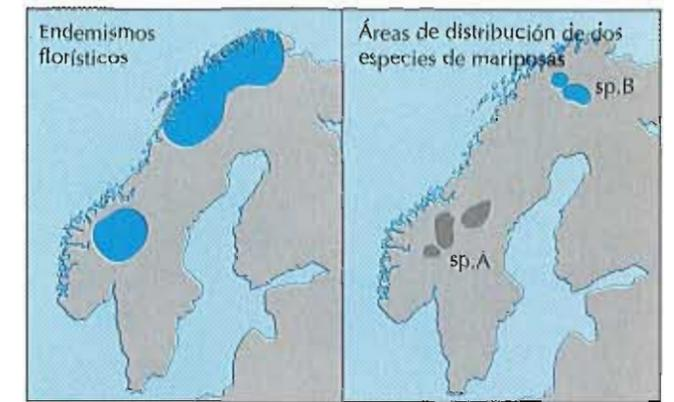 Endemismos
florísticos
Áreas de distribución de dos
especies de mariposas
sp.B
sp.A